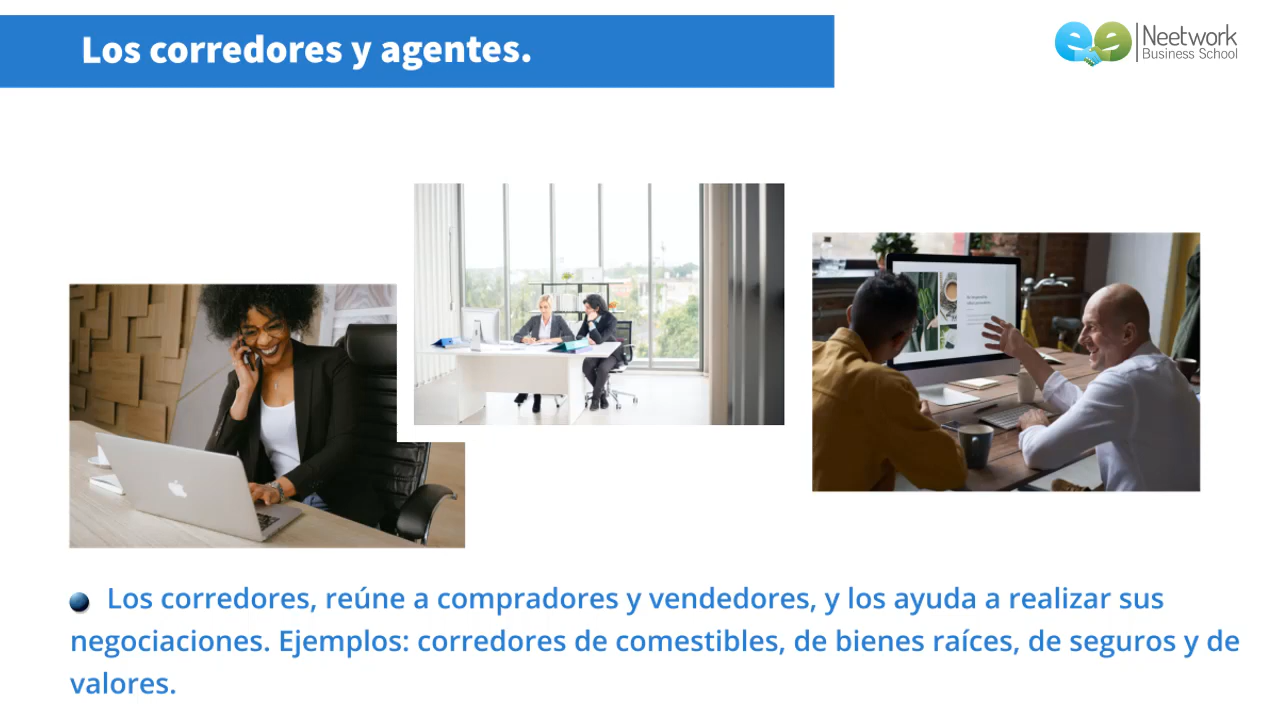 Los corredores y agentes.
Neetwork
Business School
Los corredores, reúne a compradores y vendedores, y los ayuda a realizar sus
negociaciones. Ejemplos: corredores de comestibles, de bienes raíces, de seguros y de
valores.